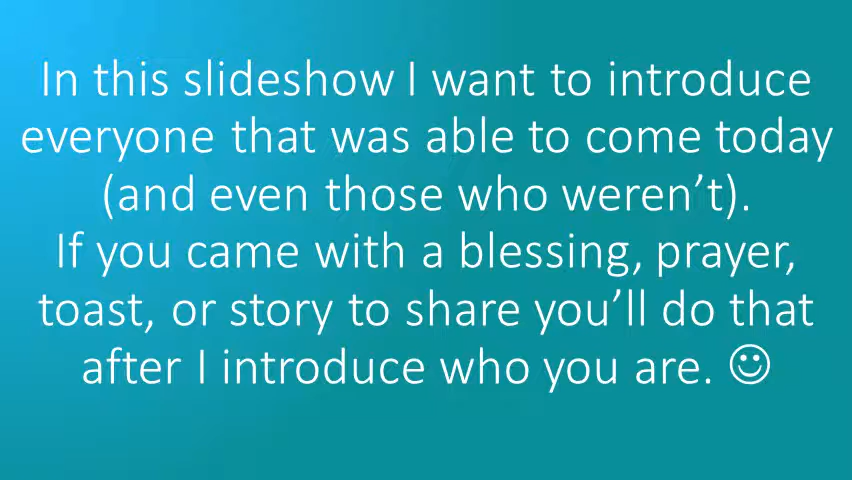 In this slideshow I want to introduce
everyone that was able to come today
(and even those who weren’t).
If you came with a blessing, prayer,
toast, or story to share you’ll do that
after I introduce who you are. ☺